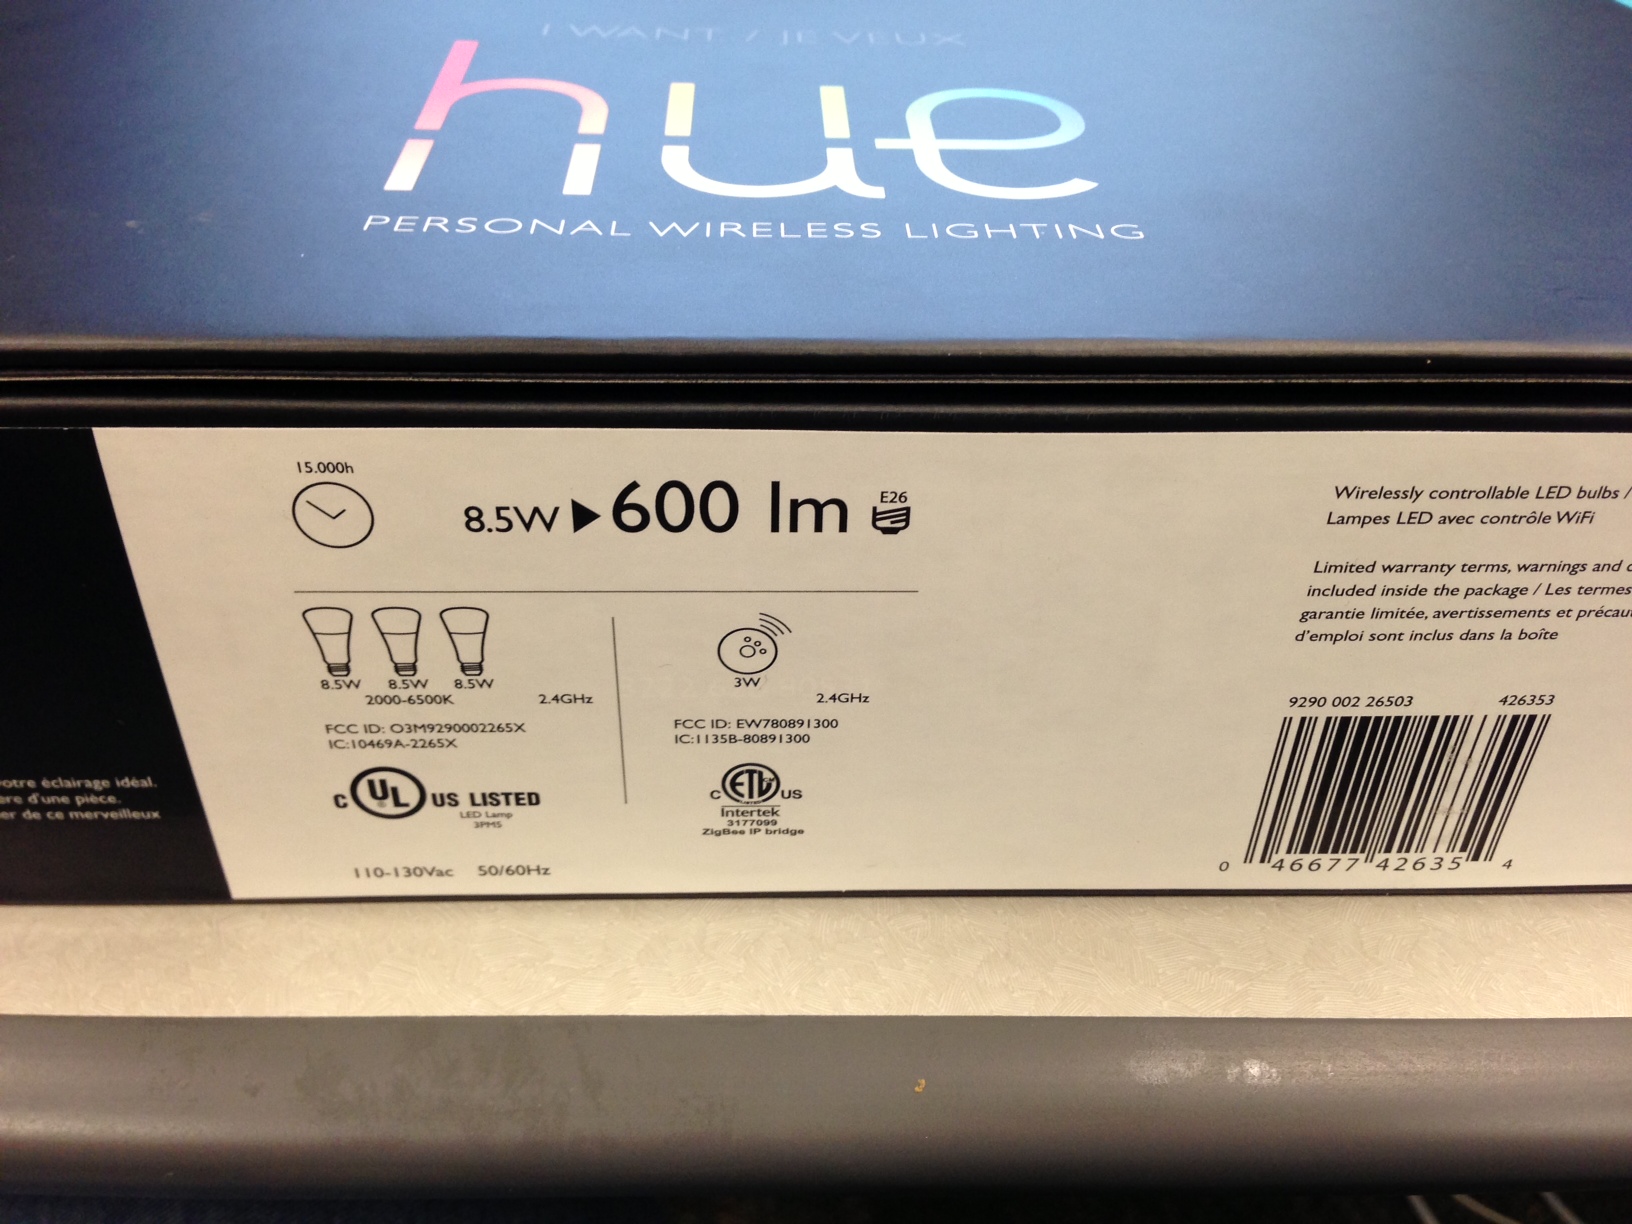 I WANT / JE VEUX
hue
PERSONAL WIRELESS LIGHTING
15.000h
8.5W ▶ 600 lm
E26
8.5W 8.5W 8.5W
2000-6500K 2.4GHz
FCC ID: O3M9290002265X
IC:10469A-2265X
C UL US LISTED
LED Lamp
3PMS
110-130Vac 50/60Hz
3W
2.4GHz
FCC ID: EW780891300
IC:1135B-80891300
C ETL US
Intertek
3177099
ZigBee IP bridge
Wirelessly controllable LED bulbs /
Lampes LED avec contrôle WiFi
Limited warranty terms, warnings and
included inside the package / Les termes
garantie limitée, avertissements et
d'emploi sont inclus dans la boîte
9290 002 26503 426353
0 46677 42635 4
éclairage idéal.
d'une pièce.
de ce merveilleux